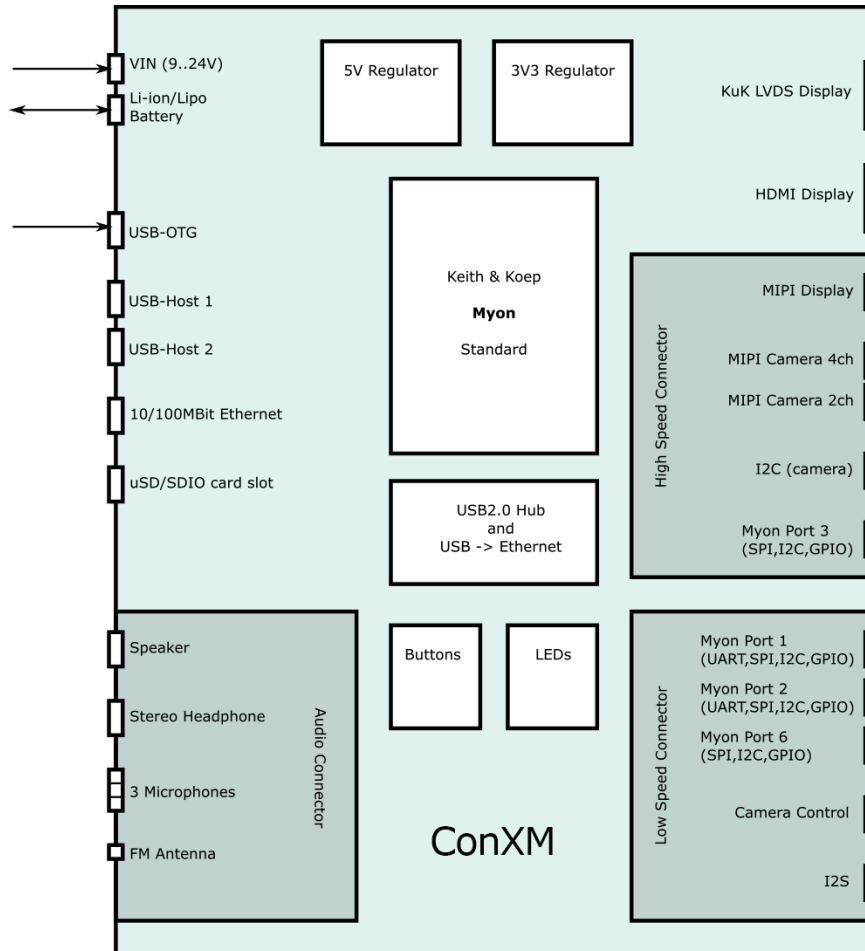 VIN (9..24V)
Li-ion/Lipo
Battery
USB-OTG
USB-Host 1
USB-Host 2
10/100MBit Ethernet
uSD/SDIO card slot
Speaker
Stereo Headphone
3 Microphones
FM Antenna
Audio Connector
5V Regulator
3V3 Regulator
Keith & Koep
Myon
Standard
USB2.0 Hub
and
USB -> Ethernet
Buttons
LEDs
ConXM
KuK LVDS Display
HDMI Display
High Speed Connector
MIPI Display
MIPI Camera 4ch
MIPI Camera 2ch
I2C (camera)
Myon Port 3
(SPI,I2C,GPIO)
Low Speed Connector
Myon Port 1
(UART,SPI,I2C,GPIO)
Myon Port 2
(UART,SPI,I2C,GPIO)
Myon Port 6
(SPI,I2C,GPIO)
Camera Control
I2S